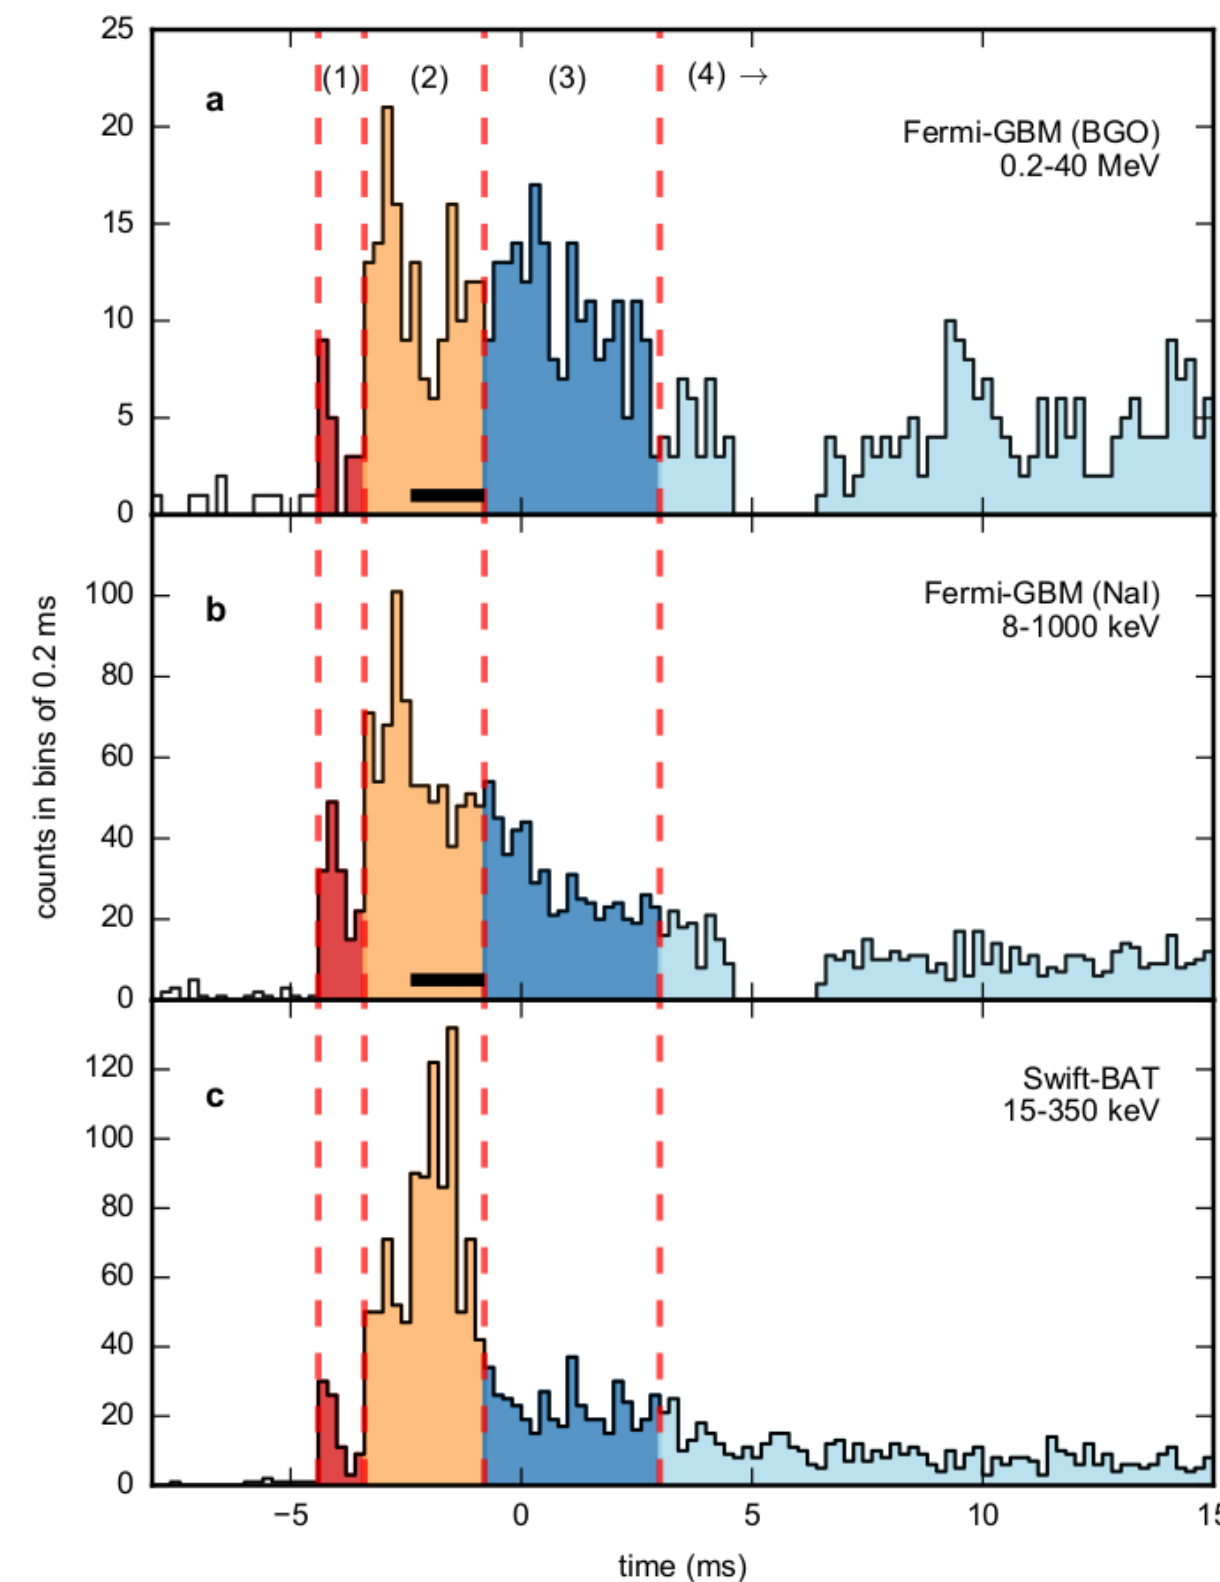 25
20
15
10
5
0
a
(1)
(2)
(3)
(4) →
Fermi-GBM (BGO)
0.2-40 MeV
counts in bins of 0.2 ms
100
80
60
40
20
0
b
Fermi-GBM (NaI)
8-1000 keV
120
100
80
60
40
20
0
c
Swift-BAT
15-350 keV
−5
0
5
10
15
time (ms)